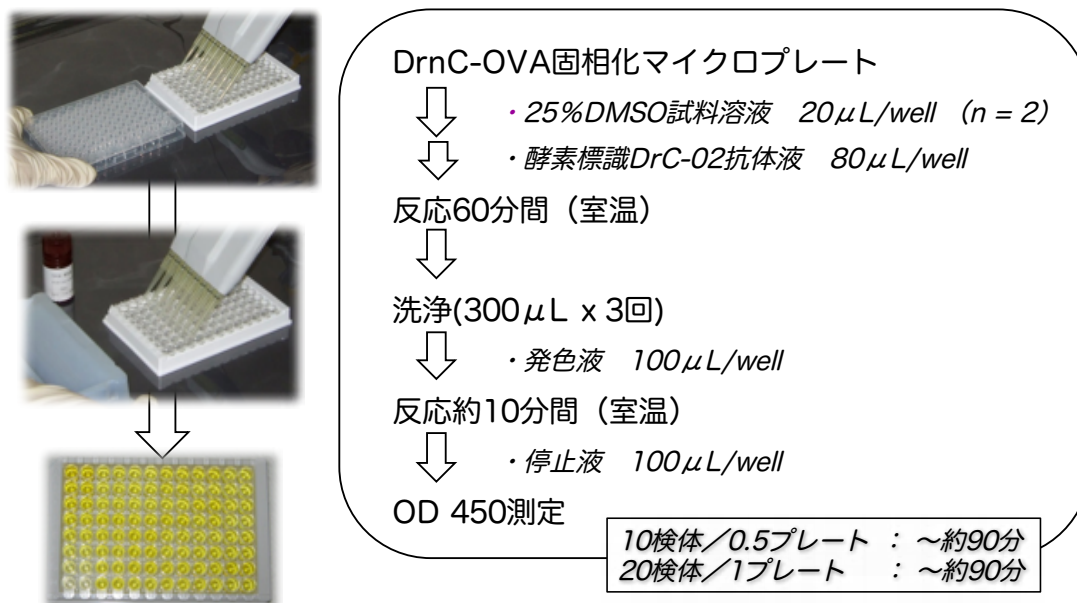 DrnC-OVA固相化マイクロプレート
・25%DMSO試料溶液　20μL/well （n = 2）
・酵素標識DrC-02抗体液　80μL/well
反応60分間（室温）
洗浄(300μL x 3回)
・発色液　100μL/well
反応約10分間（室温）
・停止液　100μL/well
OD 450測定
10検体／0.5プレート ： ～約90分
20検体／1プレート ： ～約90分